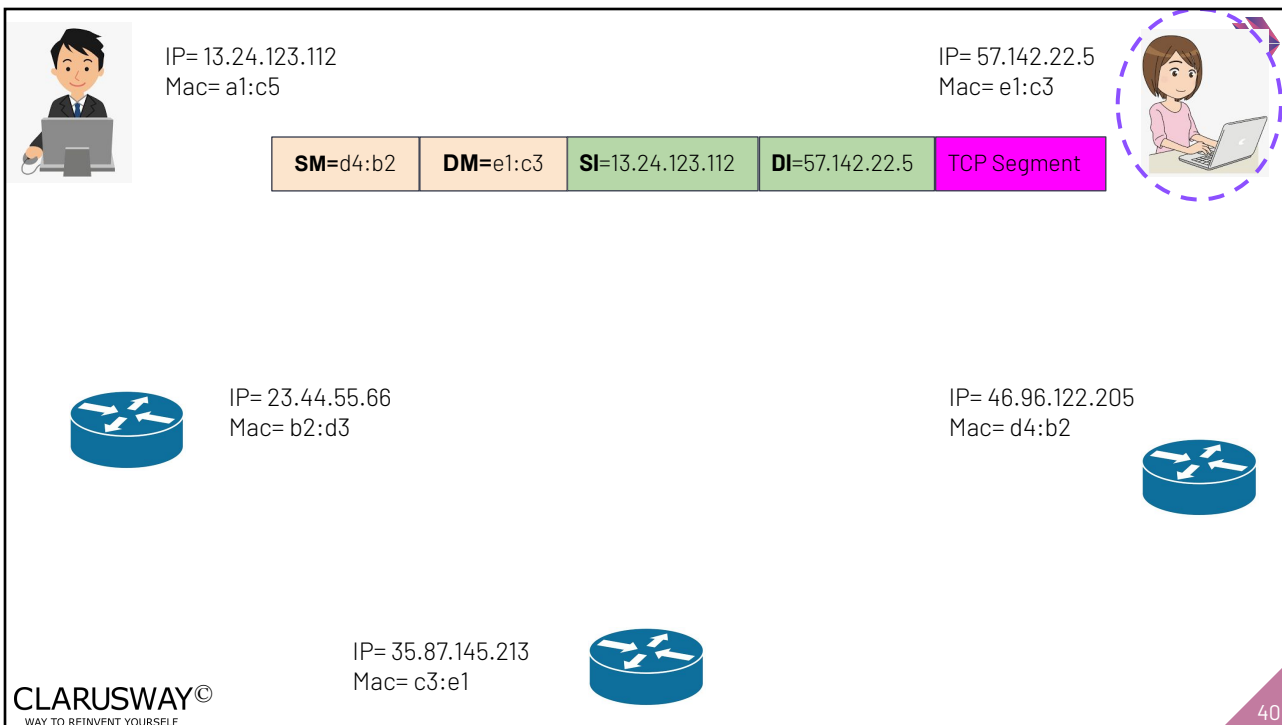 IP= 13.24.123.112
Mac= a1:c5
IP= 57.142.22.5
Mac= e1:c3
SM=d4:b2 DM=e1:c3 SI=13.24.123.112 DI=57.142.22.5 TCP Segment
IP= 23.44.55.66
Mac= b2:d3
IP= 46.96.122.205
Mac= d4:b2
IP= 35.87.145.213
Mac= c3:e1
CLARUSWAY©
WAY TO REINVENT YOURSELF
40